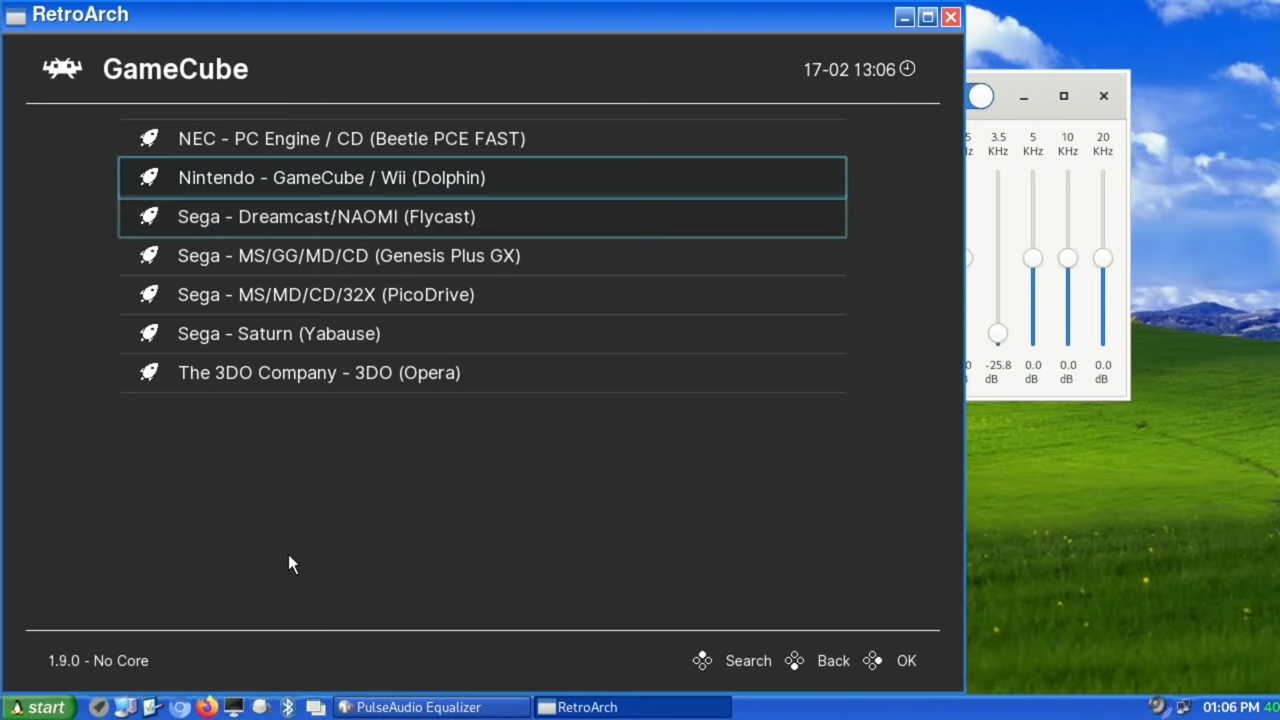 RetroArch
GameCube
17-02 13:06
NEC - PC Engine / CD (Beetle PCE FAST)
Nintendo - GameCube / Wii (Dolphin)
Sega - Dreamcast/NAOMI (Flycast)
Sega - MS/GG/MD/CD (Genesis Plus GX)
Sega - MS/MD/CD/32X (PicoDrive)
Sega - Saturn (Yabause)
The 3DO Company - 3DO (Opera)
1.9.0 - No Core
Search Back OK
3.5 5 10 20
KHz KHz KHz KHz
-25.8 0.0 0.0 0.0
dB dB dB dB
start PulseAudio Equalizer RetroArch 01:06 PM 40